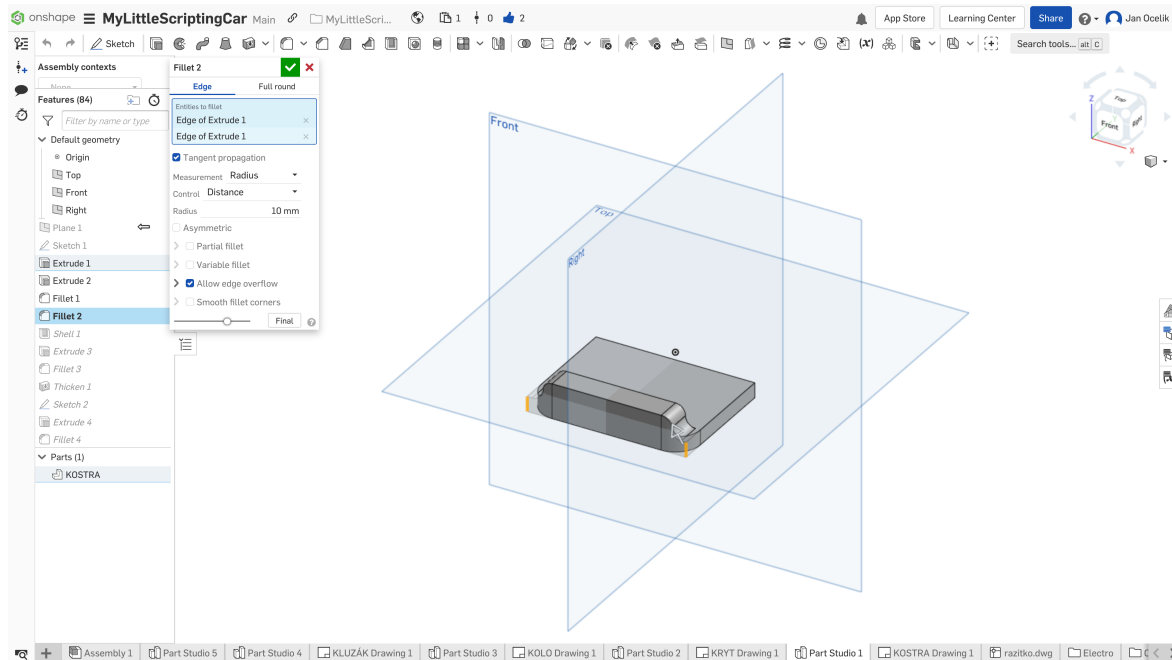 onshape MyLittleScriptingCar Main MyLittleScri... 1 0 2 App Store Learning Center Share Jan Ocelik
Sketch Search tools... alt C
Assembly contexts
None
Features (84)
Filter by name or type
Default geometry
Origin
Top
Front
Right
Plane 1
Sketch 1
Extrude 1
Extrude 2
Fillet 1
Fillet 2
Shell 1
Extrude 3
Fillet 3
Thicken 1
Sketch 2
Extrude 4
Fillet 4
Parts (1)
KOSTRA
Fillet 2
Edge Full round
Entities to fillet
Edge of Extrude 1
Edge of Extrude 1
Tangent propagation
Measurement Radius
Control Distance
Radius 10 mm
Asymmetric
Partial fillet
Variable fillet
Allow edge overflow
Smooth fillet corners
Final
Front
Top
Right
Z
Top
Front Right
X
Assembly 1 Part Studio 5 Part Studio 4 KLUZÁK Drawing 1 Part Studio 3 KOLO Drawing 1 Part Studio 2 KRYT Drawing 1 Part Studio 1 KOSTRA Drawing 1 razitko.dwg Electro